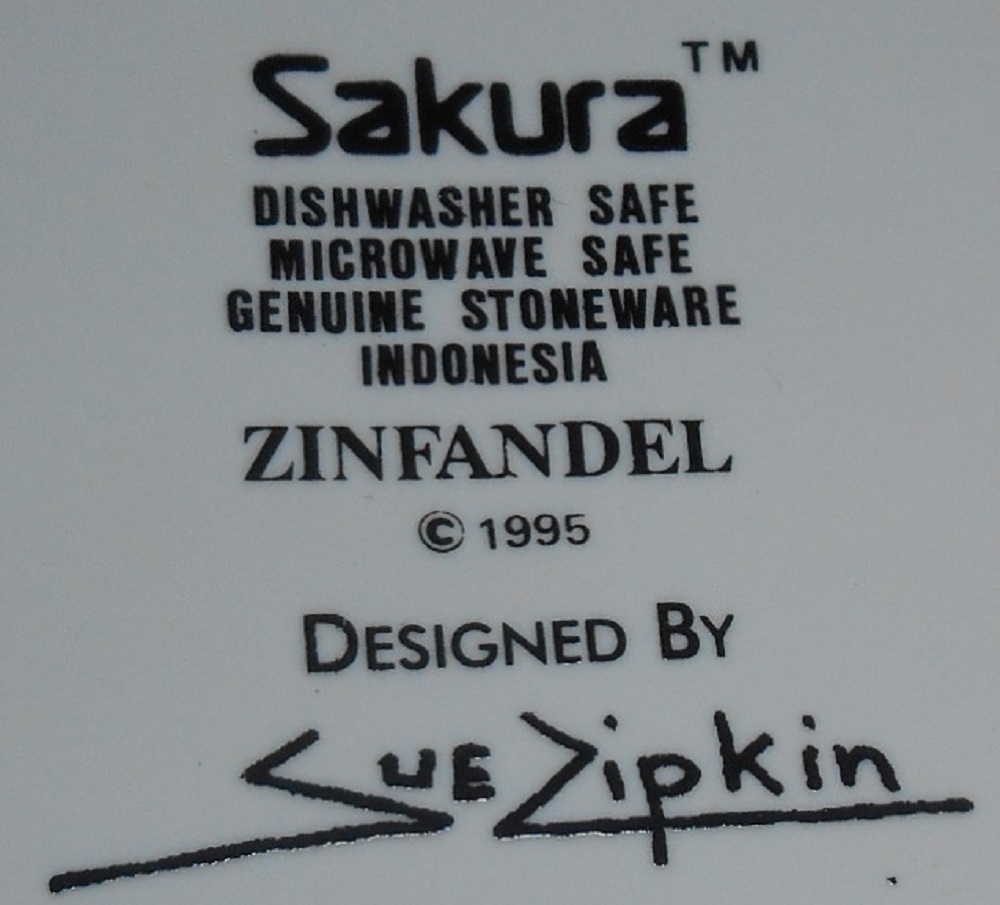 Sakura™
DISHWASHER SAFE
MICROWAVE SAFE
GENUINE STONEWARE
INDONESIA
ZINFANDEL
© 1995
DESIGNED BY
Sue Zipkin